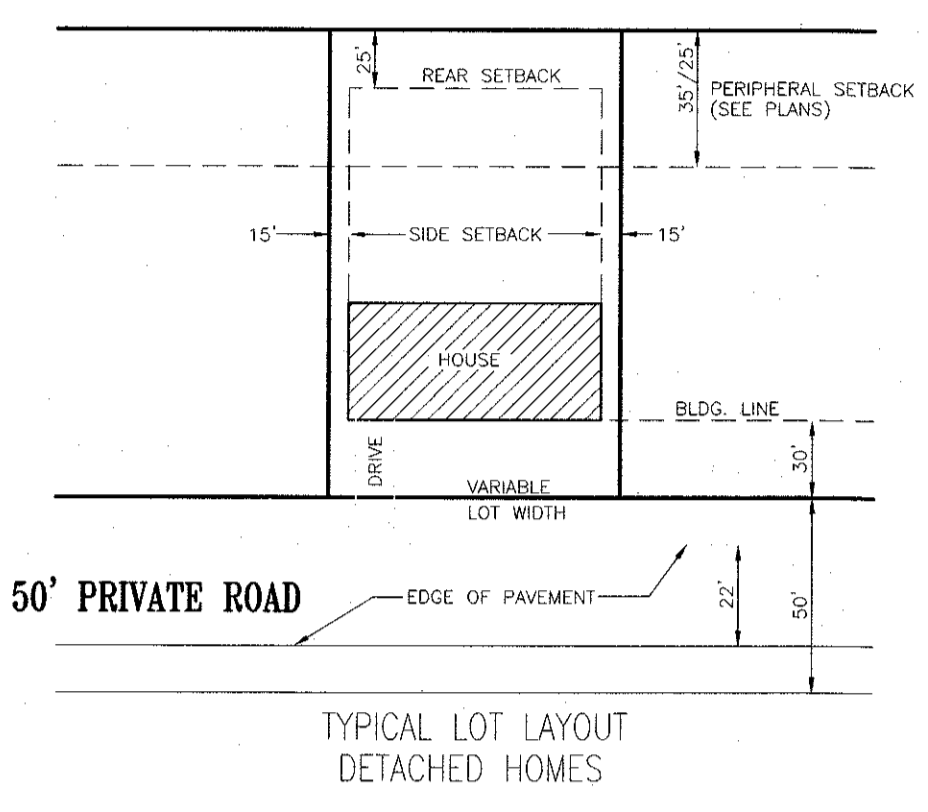 25'
REAR SETBACK
35'/25'
PERIPHERAL SETBACK
(SEE PLANS)
15'
SIDE SETBACK
15'
HOUSE
BLDG. LINE
DRIVE
30'
VARIABLE
LOT WIDTH
50' PRIVATE ROAD
EDGE OF PAVEMENT
22'
50'
TYPICAL LOT LAYOUT
DETACHED HOMES